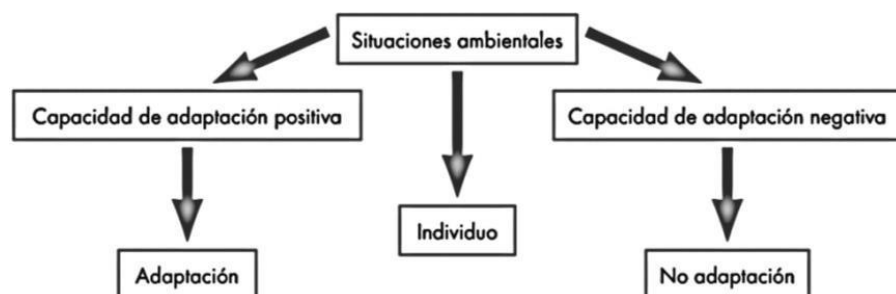 Situaciones ambientales
Capacidad de adaptación positiva
Capacidad de adaptación negativa
Individuo
Adaptación
No adaptación